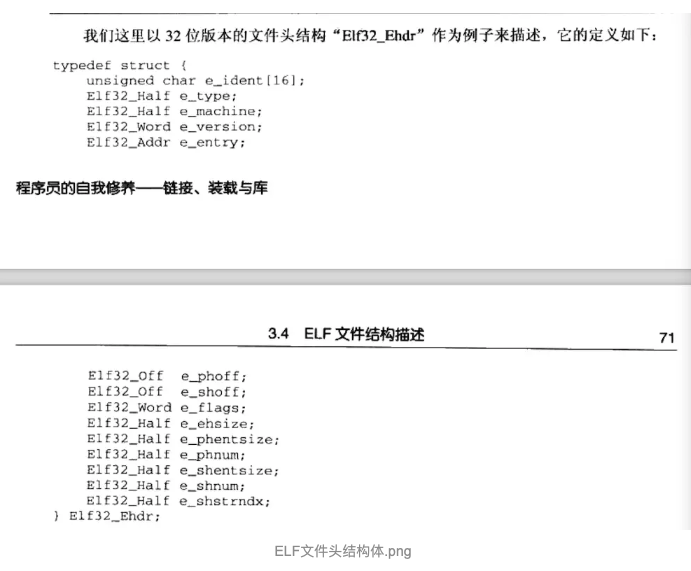 我们这里以 32 位版本的文件头结构“Elf32_Ehdr”作为例子来描述，它的定义如下：
typedef struct {
    unsigned char e_ident[16];
    Elf32_Half e_type;
    Elf32_Half e_machine;
    Elf32_Word e_version;
    Elf32_Addr e_entry;
程序员的自我修养——链接、装载与库
3.4 ELF 文件结构描述 71
    Elf32_Off  e_phoff;
    Elf32_Off  e_shoff;
    Elf32_Word e_flags;
    Elf32_Half e_ehsize;
    Elf32_Half e_phentsize;
    Elf32_Half e_phnum;
    Elf32_Half e_shentsize;
    Elf32_Half e_shnum;
    Elf32_Half e_shstrndx;
} Elf32_Ehdr;
ELF文件头结构体.png